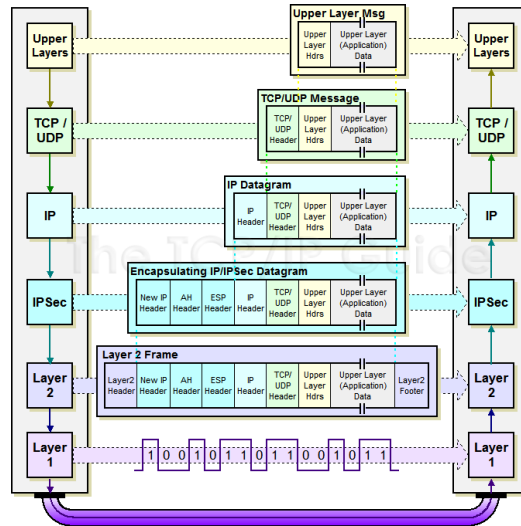 Upper Layer Msg
Upper
Layers
Upper
Layer
Hdrs
Upper Layer
(Application)
Data
Upper
Layers
TCP/UDP Message
TCP /
UDP
TCP/
UDP
Header
Upper
Layer
Hdrs
Upper Layer
(Application)
Data
TCP /
UDP
IP Datagram
IP
IP
Header
TCP/
UDP
Header
Upper
Layer
Hdrs
Upper Layer
(Application)
Data
IP
The TCP/IP Guide
Encapsulating IP/IPSec Datagram
IPSec
New IP
Header
AH
Header
ESP
Header
IP
Header
TCP/
UDP
Header
Upper
Layer
Hdrs
Upper Layer
(Application)
Data
IPSec
Layer 2 Frame
Layer
2
Layer2
Header
New IP
Header
AH
Header
ESP
Header
IP
Header
TCP/
UDP
Header
Upper
Layer
Hdrs
Upper Layer
(Application)
Data
Layer2
Footer
Layer
2
Layer
1
1 0 0 1 0 1 1 0 1 1 0 0 1 0 1 1
Layer
1